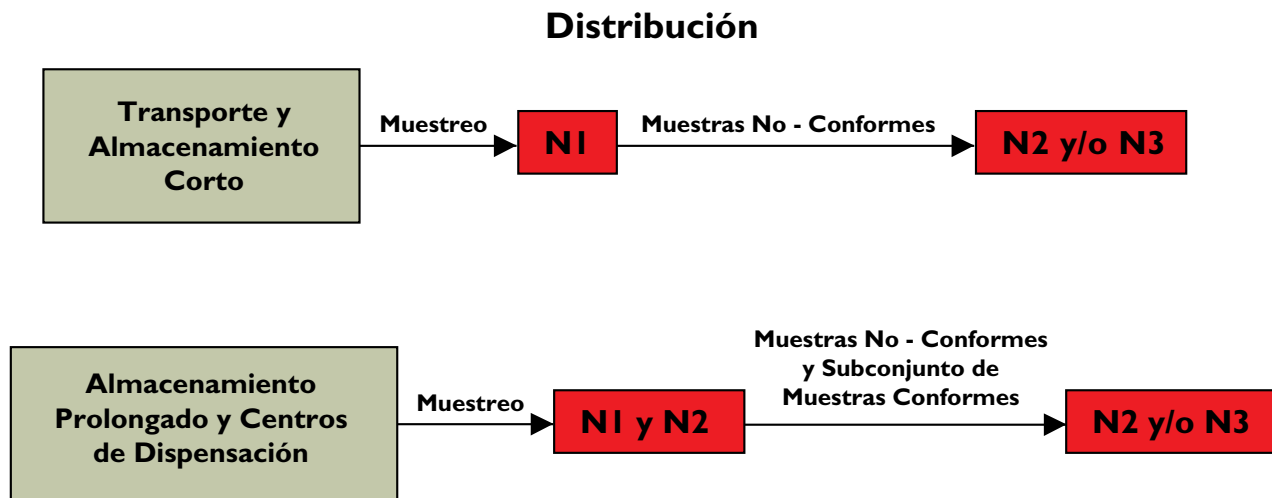 Distribución
Transporte y
Almacenamiento
Corto
Muestreo
N1
Muestras No - Conformes
N2 y/o N3
Almacenamiento
Prolongado y Centros
de Dispensación
Muestreo
N1 y N2
Muestras No - Conformes
y Subconjunto de
Muestras Conformes
N2 y/o N3